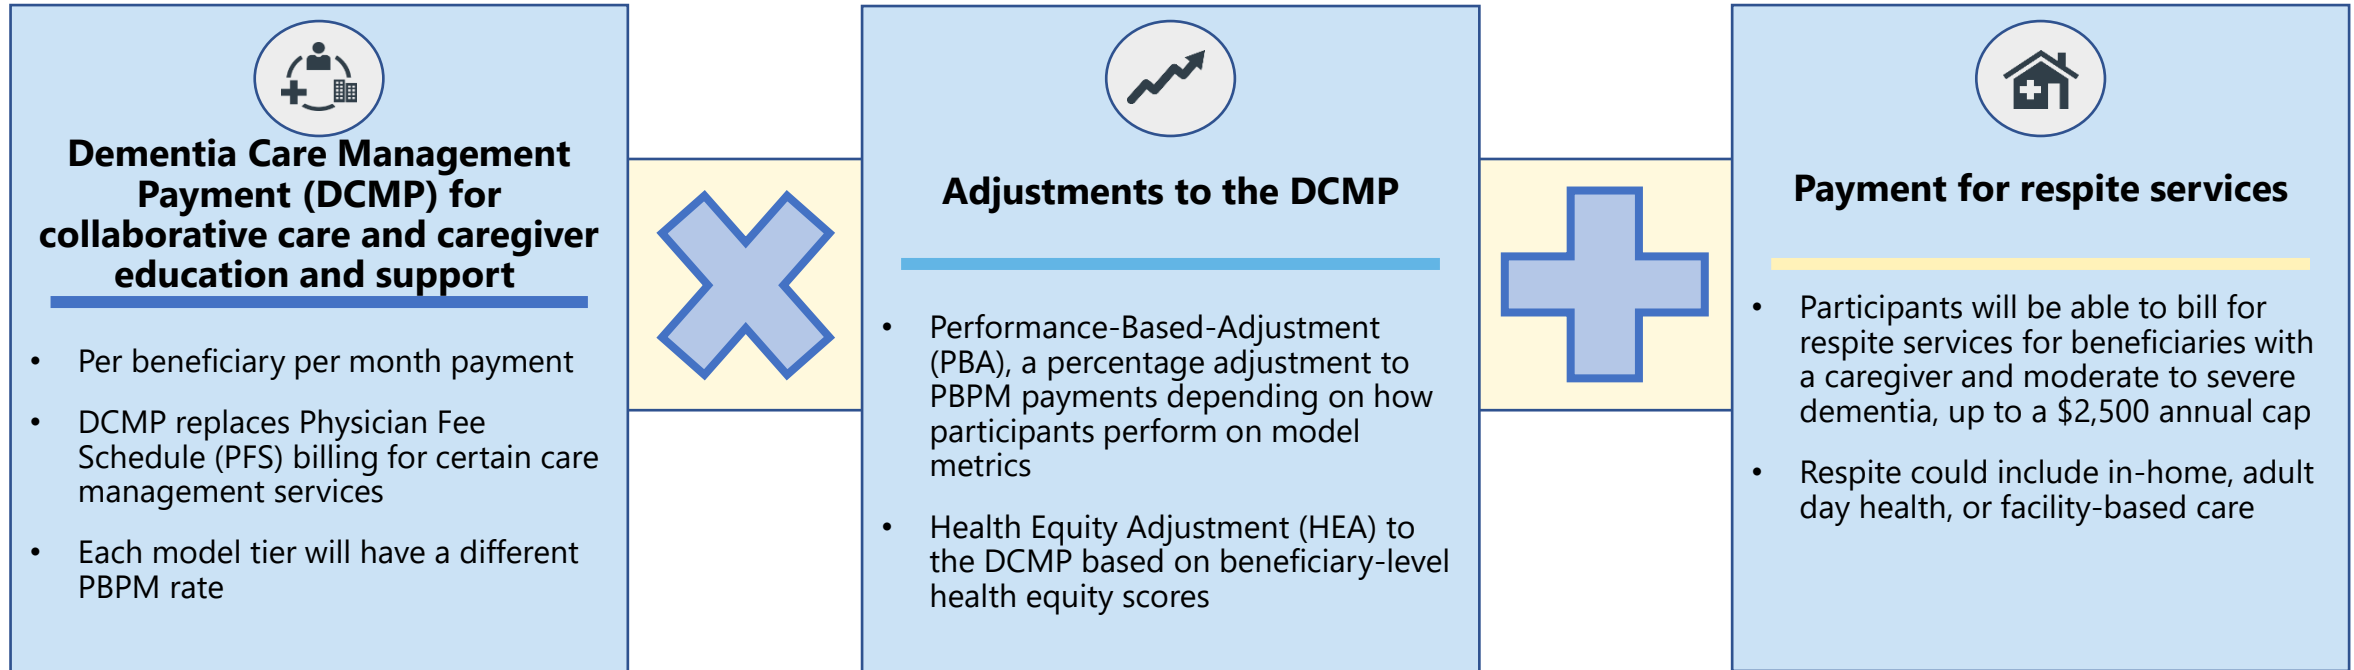 Dementia Care Management
Payment (DCMP) for
collaborative care and caregiver
education and support
• Per beneficiary per month payment
• DCMP replaces Physician Fee
Schedule (PFS) billing for certain care
management services
• Each model tier will have a different
PBPM rate
Adjustments to the DCMP
• Performance-Based-Adjustment
(PBA), a percentage adjustment to
PBPM payments depending on how
participants perform on model
metrics
• Health Equity Adjustment (HEA) to
the DCMP based on beneficiary-level
health equity scores
Payment for respite services
• Participants will be able to bill for
respite services for beneficiaries with
a caregiver and moderate to severe
dementia, up to a $2,500 annual cap
• Respite could include in-home, adult
day health, or facility-based care